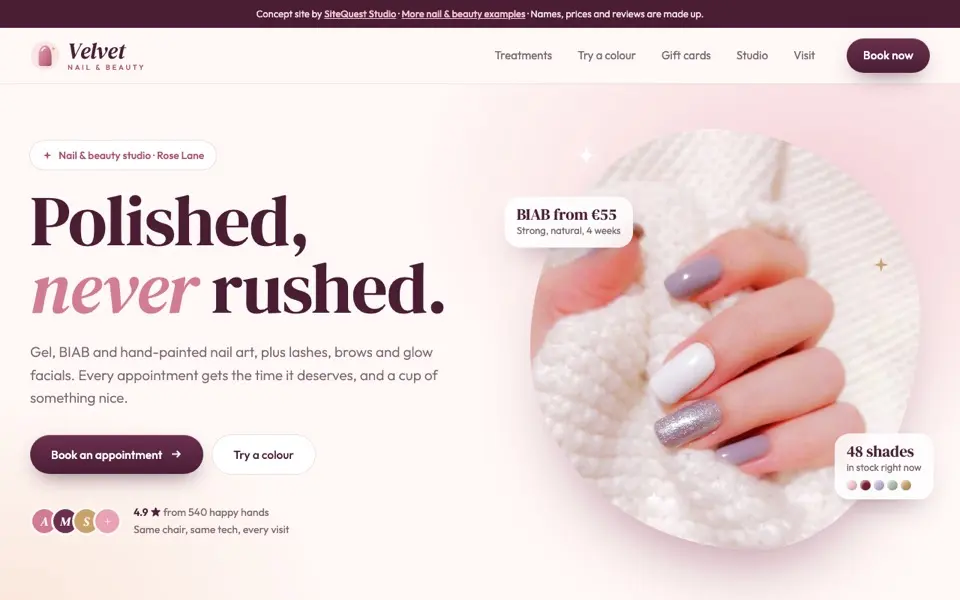 Concept site by SiteQuest Studio · More nail & beauty examples · Names, prices and reviews are made up.
Velvet
NAIL & BEAUTY
Treatments
Try a colour
Gift cards
Studio
Visit
Book now
Nail & beauty studio · Rose Lane
Polished,
never rushed.
Gel, BIAB and hand-painted nail art, plus lashes, brows and glow
facials. Every appointment gets the time it deserves, and a cup of
something nice.
Book an appointment →
Try a colour
A M S +
4.9 ★ from 540 happy hands
Same chair, same tech, every visit
BIAB from €55
Strong, natural, 4 weeks
48 shades
in stock right now